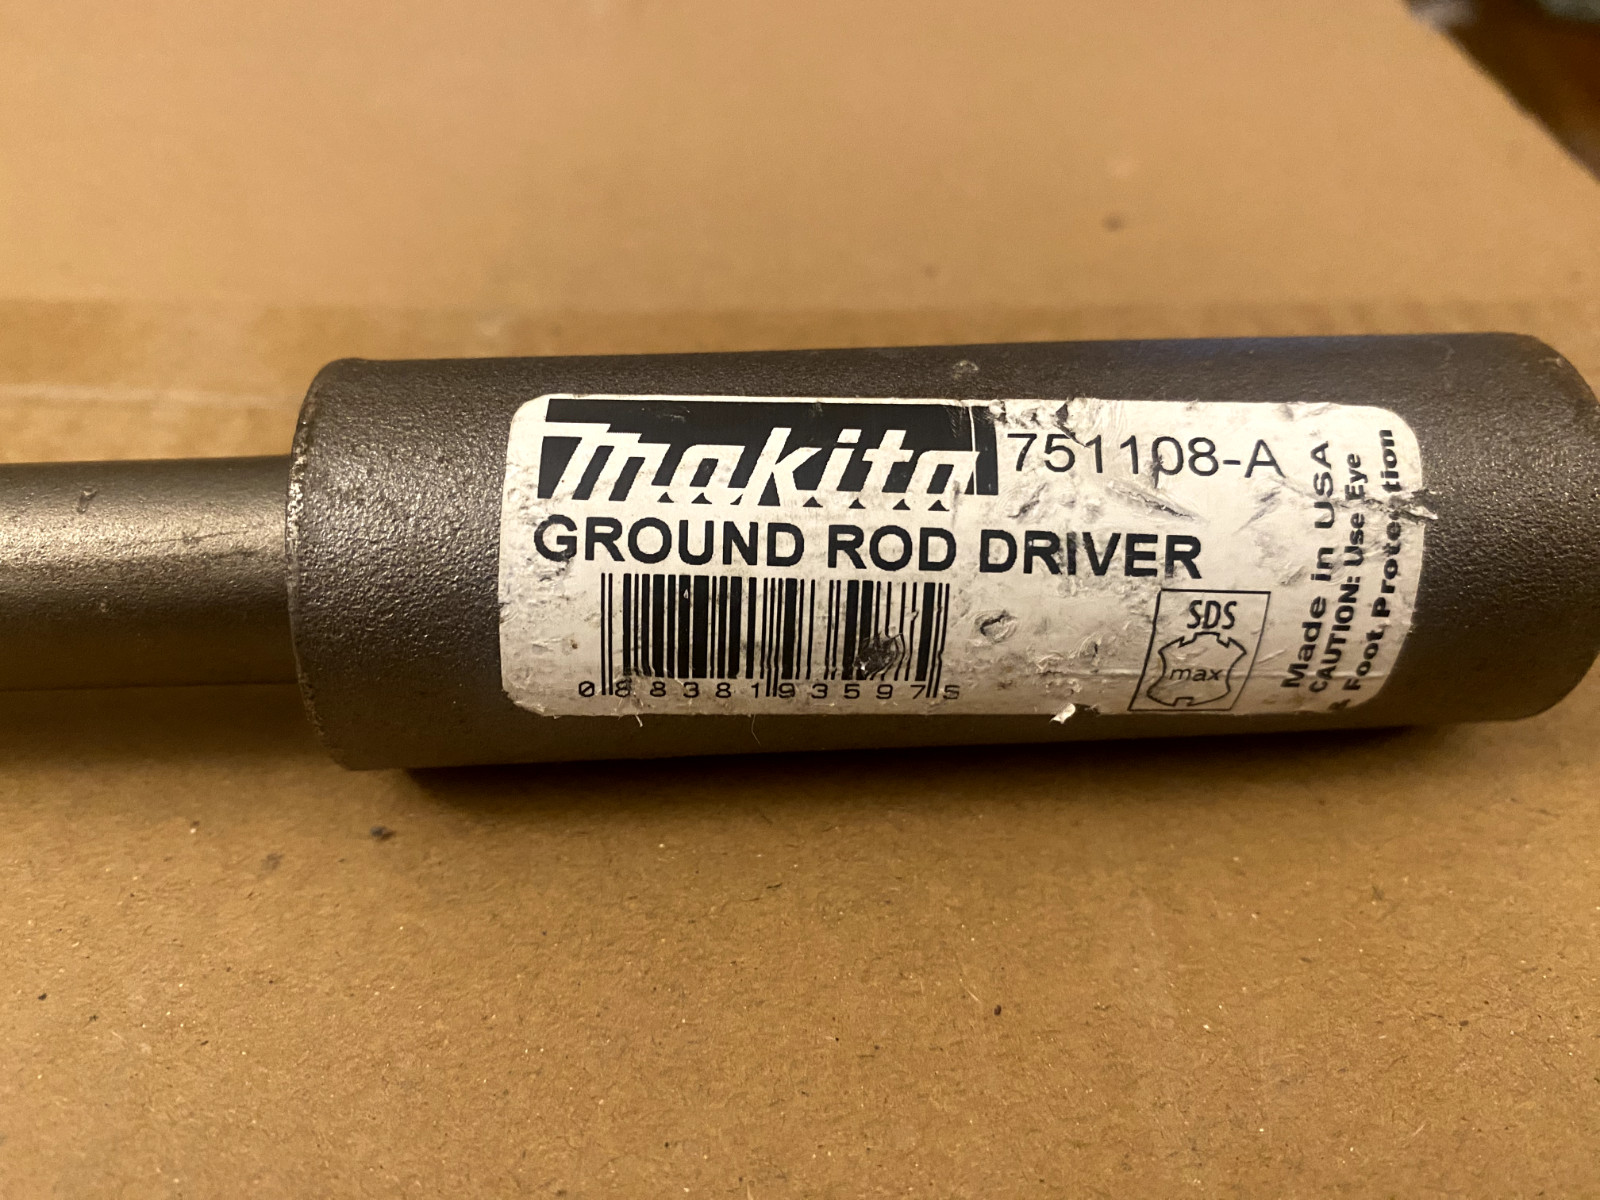 makita 751108-A
GROUND ROD DRIVER
0 88381 93597 5
SDS
max
Made in USA
CAUTION: Use Eye
Foot, Protection